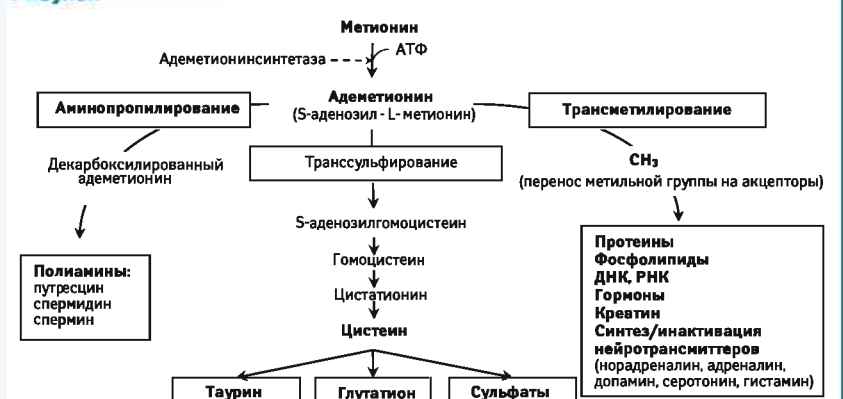 Метионин
АТФ
Адеметионинсинтетаза
Адеметионин
(S-аденозил - L- метионин)
Аминопропилирование
Трансметилирование
Декарбоксилированный
адеметионин
Транссульфирование
CH₃
(перенос метильной группы на акцепторы)
S-аденозилгомоцистеин
Гомоцистеин
Цистатионин
Цистеин
Полиамины:
путресцин
спермидин
спермин
Протеины
Фосфолипиды
ДНК, РНК
Гормоны
Креатин
Синтез/инактивация
нейротрансмиттеров
(норадреналин, адреналин,
допамин, серотонин, гистамин)
Таурин
Глутатион
Сульфаты